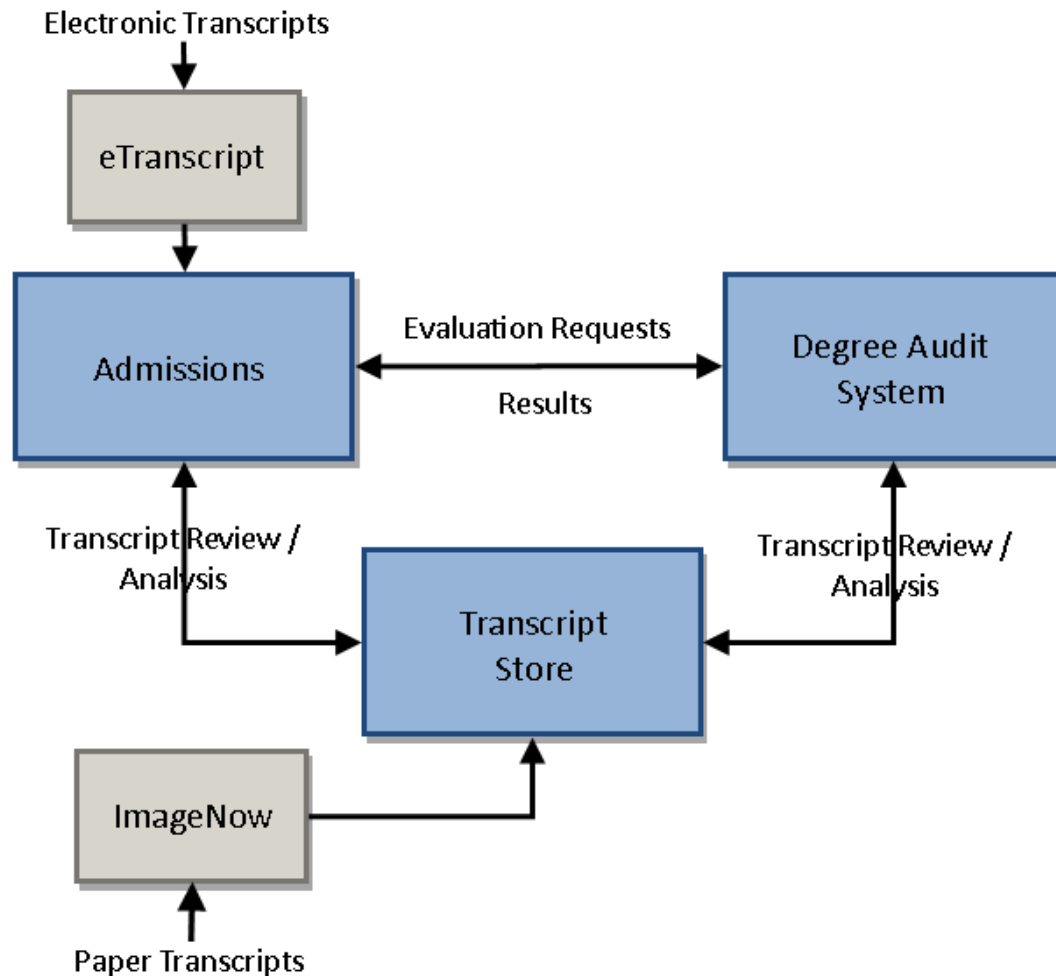 Electronic Transcripts
eTranscript
Admissions
Evaluation Requests
Results
Degree Audit
System
Transcript Review /
Analysis
Transcript Review /
Analysis
Transcript
Store
ImageNow
Paper Transcripts